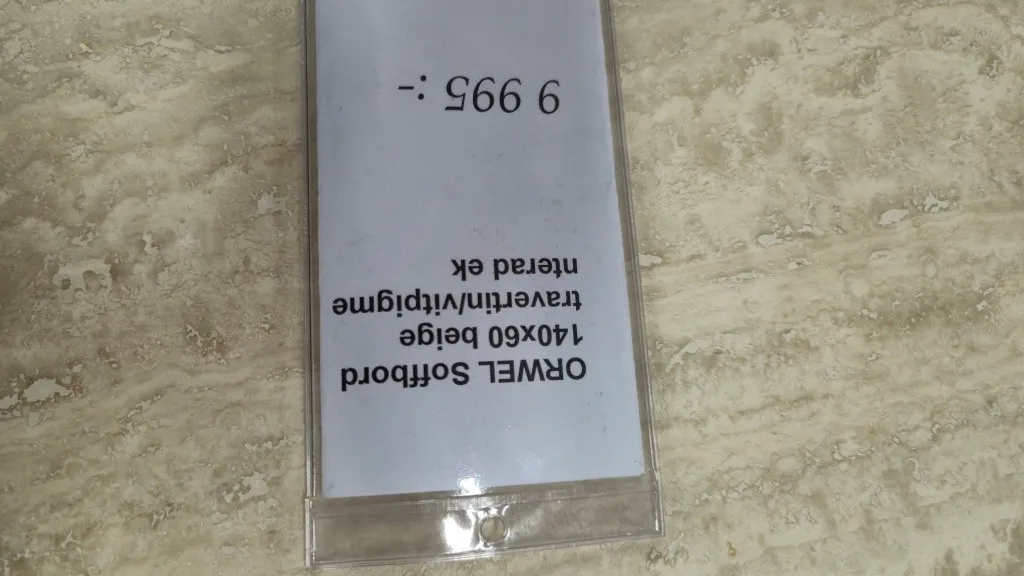 ORWEL Soffbord
140x60 beige
travertin/vitpigme
nterad ek
9 995 :-